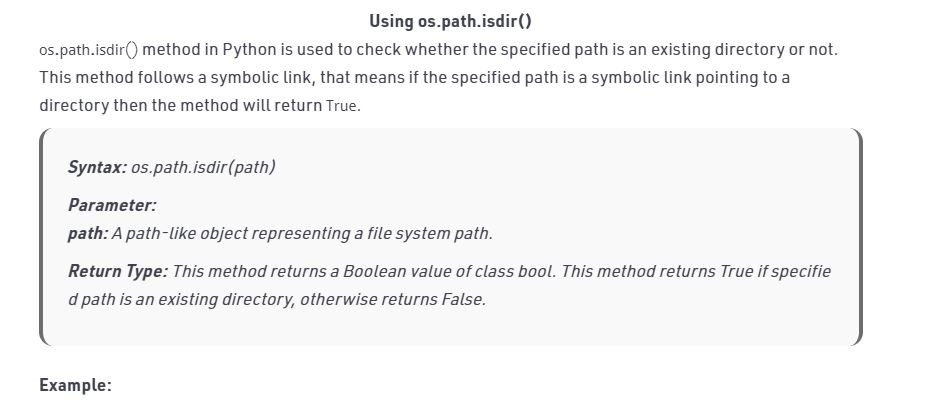 Using os.path.isdir()
os.path.isdir() method in Python is used to check whether the specified path is an existing directory or not.
This method follows a symbolic link, that means if the specified path is a symbolic link pointing to a
directory then the method will return True.
Syntax: os.path.isdir(path)
Parameter:
path: A path-like object representing a file system path.
Return Type: This method returns a Boolean value of class bool. This method returns True if specifie
d path is an existing directory, otherwise returns False.
Example: